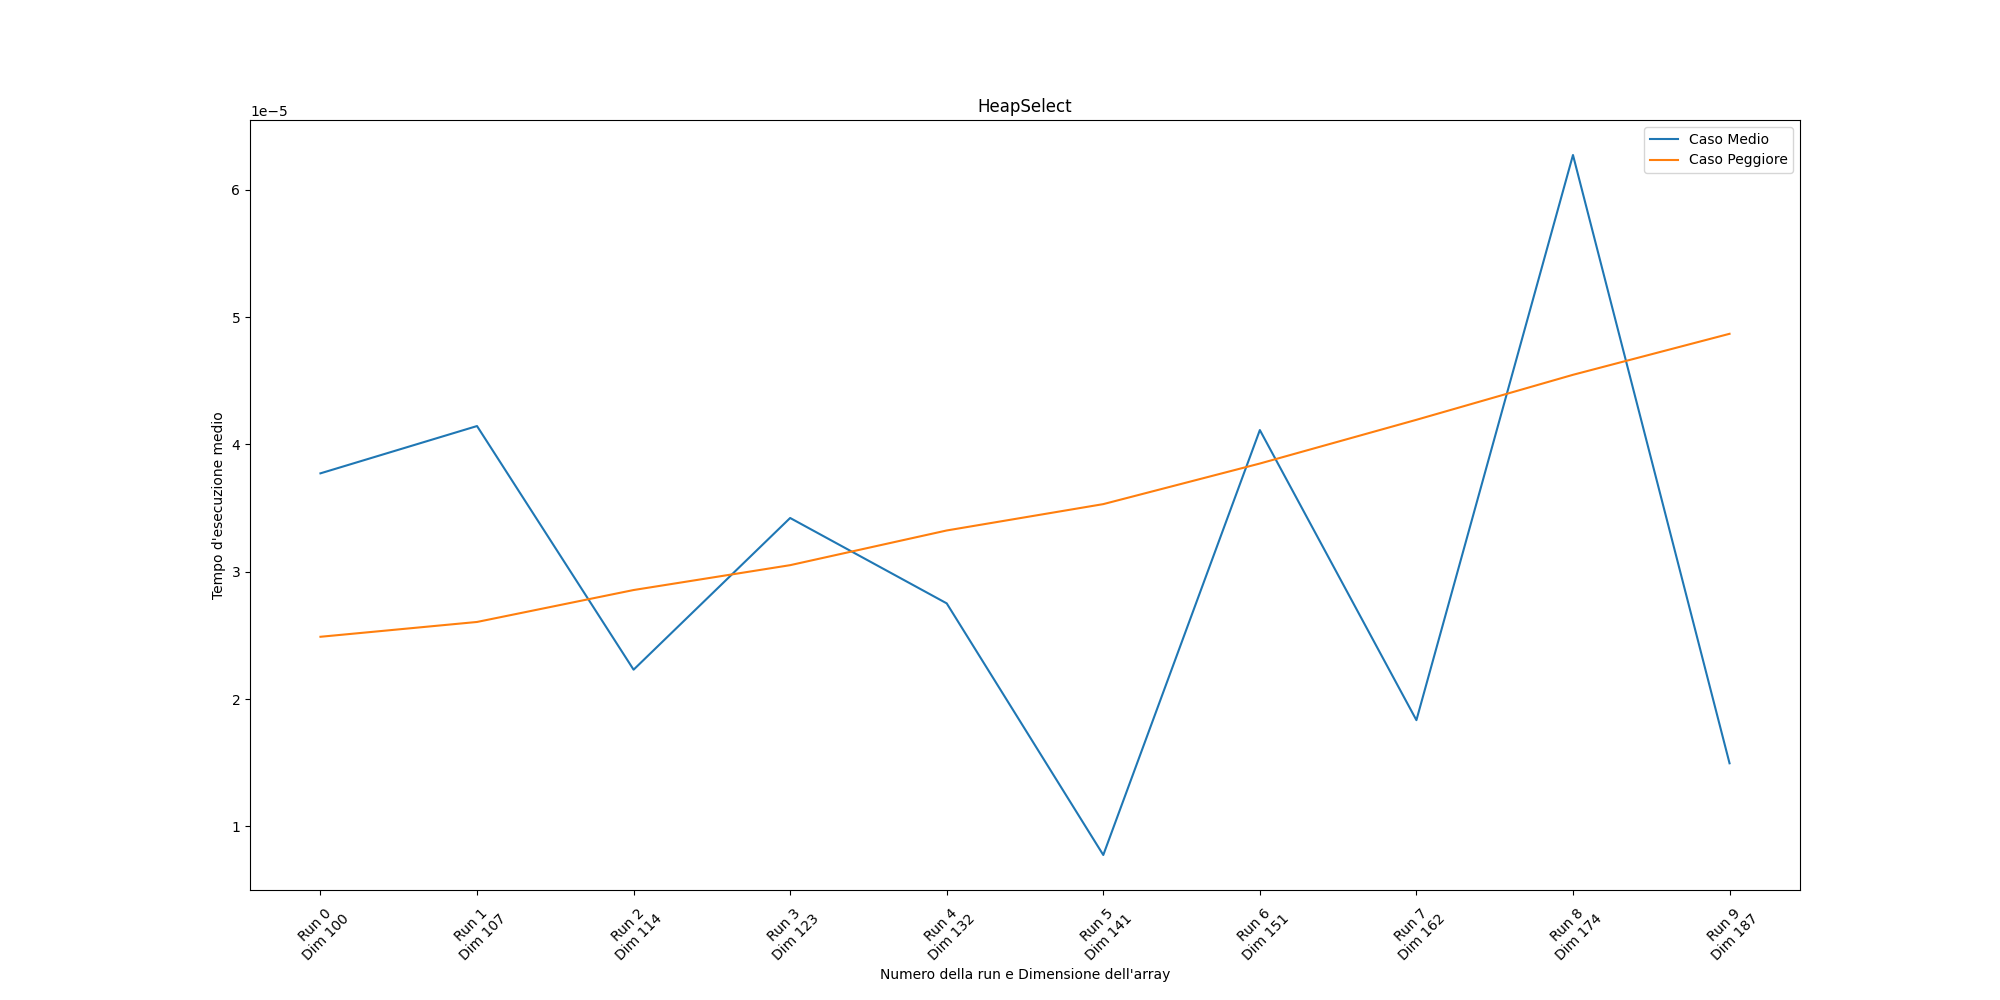 HeapSelect
1e−5
Caso Medio
Caso Peggiore
6
5
4
3
2
1
Tempo d'esecuzione medio
Run 0
Dim 100
Run 1
Dim 107
Run 2
Dim 114
Run 3
Dim 123
Run 4
Dim 132
Run 5
Dim 141
Run 6
Dim 151
Run 7
Dim 162
Run 8
Dim 174
Run 9
Dim 187
Numero della run e Dimensione dell'array